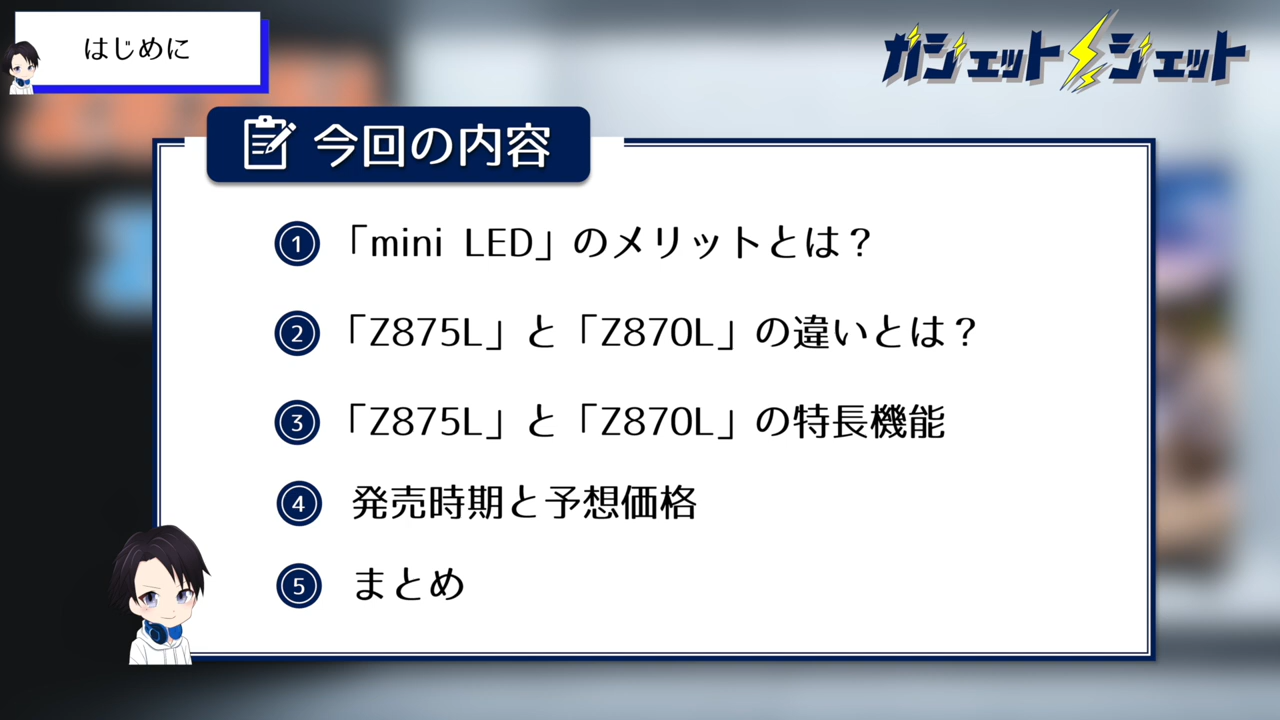 はじめに
ガジェットジェット
今回の内容
1 「mini LED」のメリットとは？
2 「Z875L」と「Z870L」の違いとは？
3 「Z875L」と「Z870L」の特長機能
4 発売時期と予想価格
5 まとめ